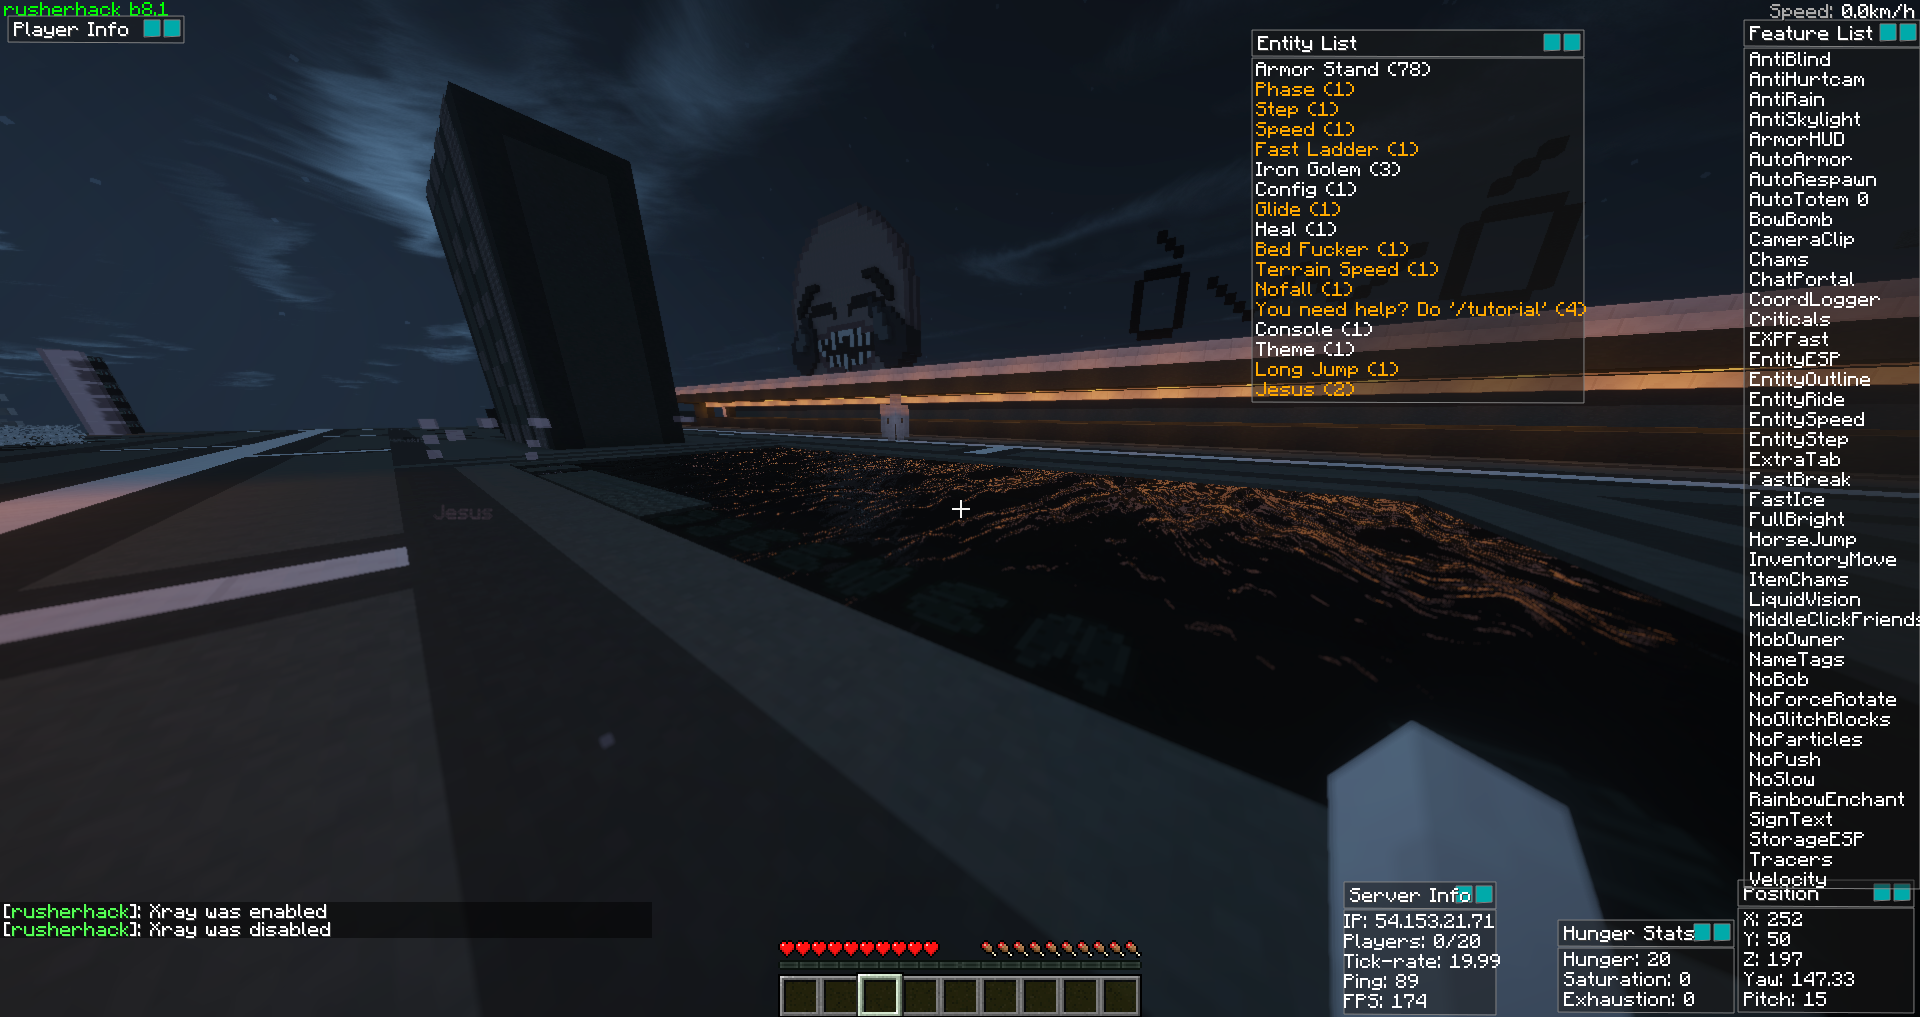 rusherhack b8.1
Player Info
Speed: 0.0km/h
Entity List
Armor Stand (78)
Phase (1)
Step (1)
Speed (1)
Fast Ladder (1)
Iron Golem (3)
Config (1)
Glide (1)
Heal (1)
Bed Fucker (1)
Terrain Speed (1)
Nofall (1)
You need help? Do '/tutorial' (4)
Console (1)
Theme (1)
Long Jump (1)
Jesus (2)
Feature List
AntiBlind
AntiHurtcam
AntiRain
AntiSkylight
ArmorHUD
AutoArmor
AutoRespawn
AutoTotem 0
BowBomb
CameraClip
Chams
ChatPortal
CoordLogger
Criticals
EXPFast
EntityESP
EntityOutline
EntityRide
EntitySpeed
EntityStep
ExtraTab
FastBreak
FastIce
FullBright
HorseJump
InventoryMove
ItemChams
LiquidVision
MiddleClickFriends
MobOwner
NameTags
NoBob
NoForceRotate
NoGlitchBlocks
NoParticles
NoPush
NoSlow
RainbowEnchant
SignText
StorageESP
Tracers
Velocity
Jesus
[rusherhack]: Xray was enabled
[rusherhack]: Xray was disabled
Server Info
IP: 54.153.21.71
Players: 0/20
Tick-rate: 19.99
Ping: 89
FPS: 174
Hunger Stats
Hunger: 20
Saturation: 0
Exhaustion: 0
Position
X: 252
Y: 50
Z: 197
Yaw: 147.33
Pitch: 15